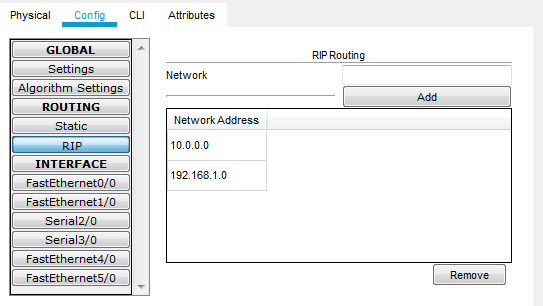 Physical Config CLI Attributes
GLOBAL
Settings
Algorithm Settings
ROUTING
Static
RIP
INTERFACE
FastEthernet0/0
FastEthernet1/0
Serial2/0
Serial3/0
FastEthernet4/0
FastEthernet5/0
RIP Routing
Network
Add
Network Address
10.0.0.0
192.168.1.0
Remove